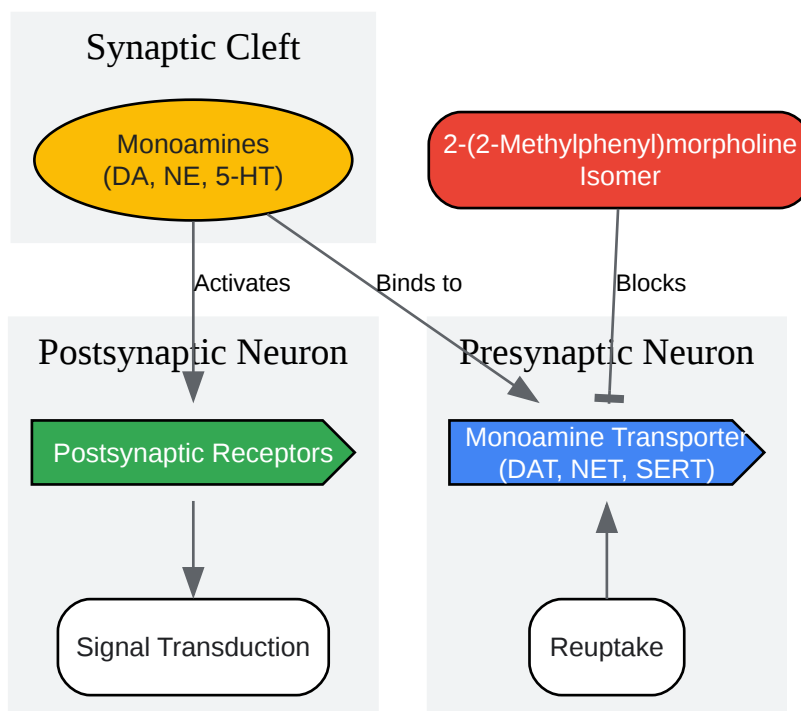 Synaptic Cleft
Monoamines
(DA, NE, 5-HT)
2-(2-Methylphenyl)morpholine
Isomer
Activates
Binds to
Blocks
Postsynaptic Neuron
Presynaptic Neuron
Postsynaptic Receptors
Monoamine Transporter
(DAT, NET, SERT)
Signal Transduction
Reuptake